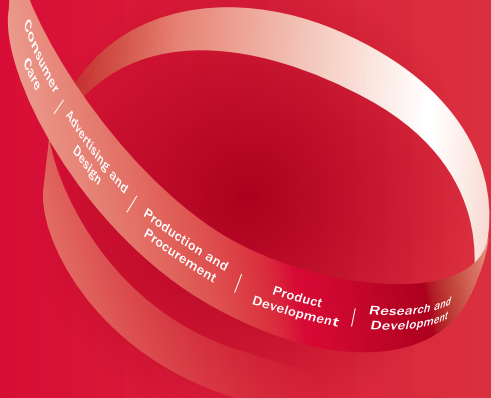 Consumer
Care
Advertising and
Design
Production and
Procurement
Product
Development
Research and
Development